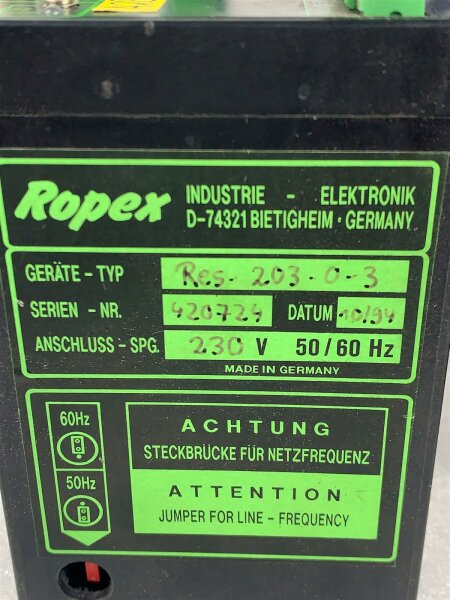 Ropex INDUSTRIE - ELEKTRONIK
D-74321 BIETIGHEIM · GERMANY
GERÄTE - TYP Res. 203-0-3
SERIEN - NR. 420724 DATUM 10/94
ANSCHLUSS - SPG. 230 V 50/60 Hz
MADE IN GERMANY
60Hz
50Hz
ACHTUNG
STECKBRÜCKE FÜR NETZFREQUENZ
ATTENTION
JUMPER FOR LINE - FREQUENCY